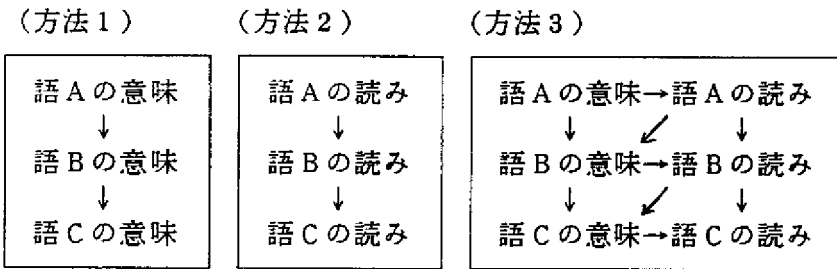 (方法1) (方法2) (方法3)
語Aの意味 語Aの読み 語Aの意味→語Aの読み
↓ ↓ ↓ ↙ ↓
語Bの意味 語Bの読み 語Bの意味→語Bの読み
↓ ↓ ↓ ↙ ↓
語Cの意味 語Cの読み 語Cの意味→語Cの読み